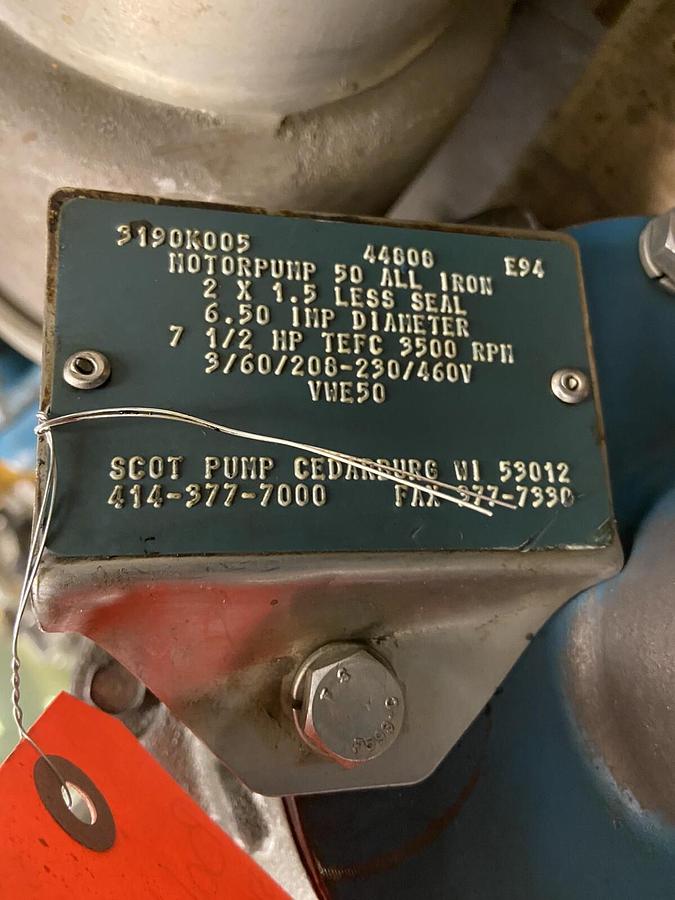 3190K005 44808 E94
MOTORPUMP 50 ALL IRON
2 X 1.5 LESS SEAL
6.50 IMP DIAMETER
7 1/2 HP TEFC 3500 RPM
3/60/208-230/460V
VWE50
SCOT PUMP CEDARBURG WI 53012
414-377-7000 FAX 377-7330